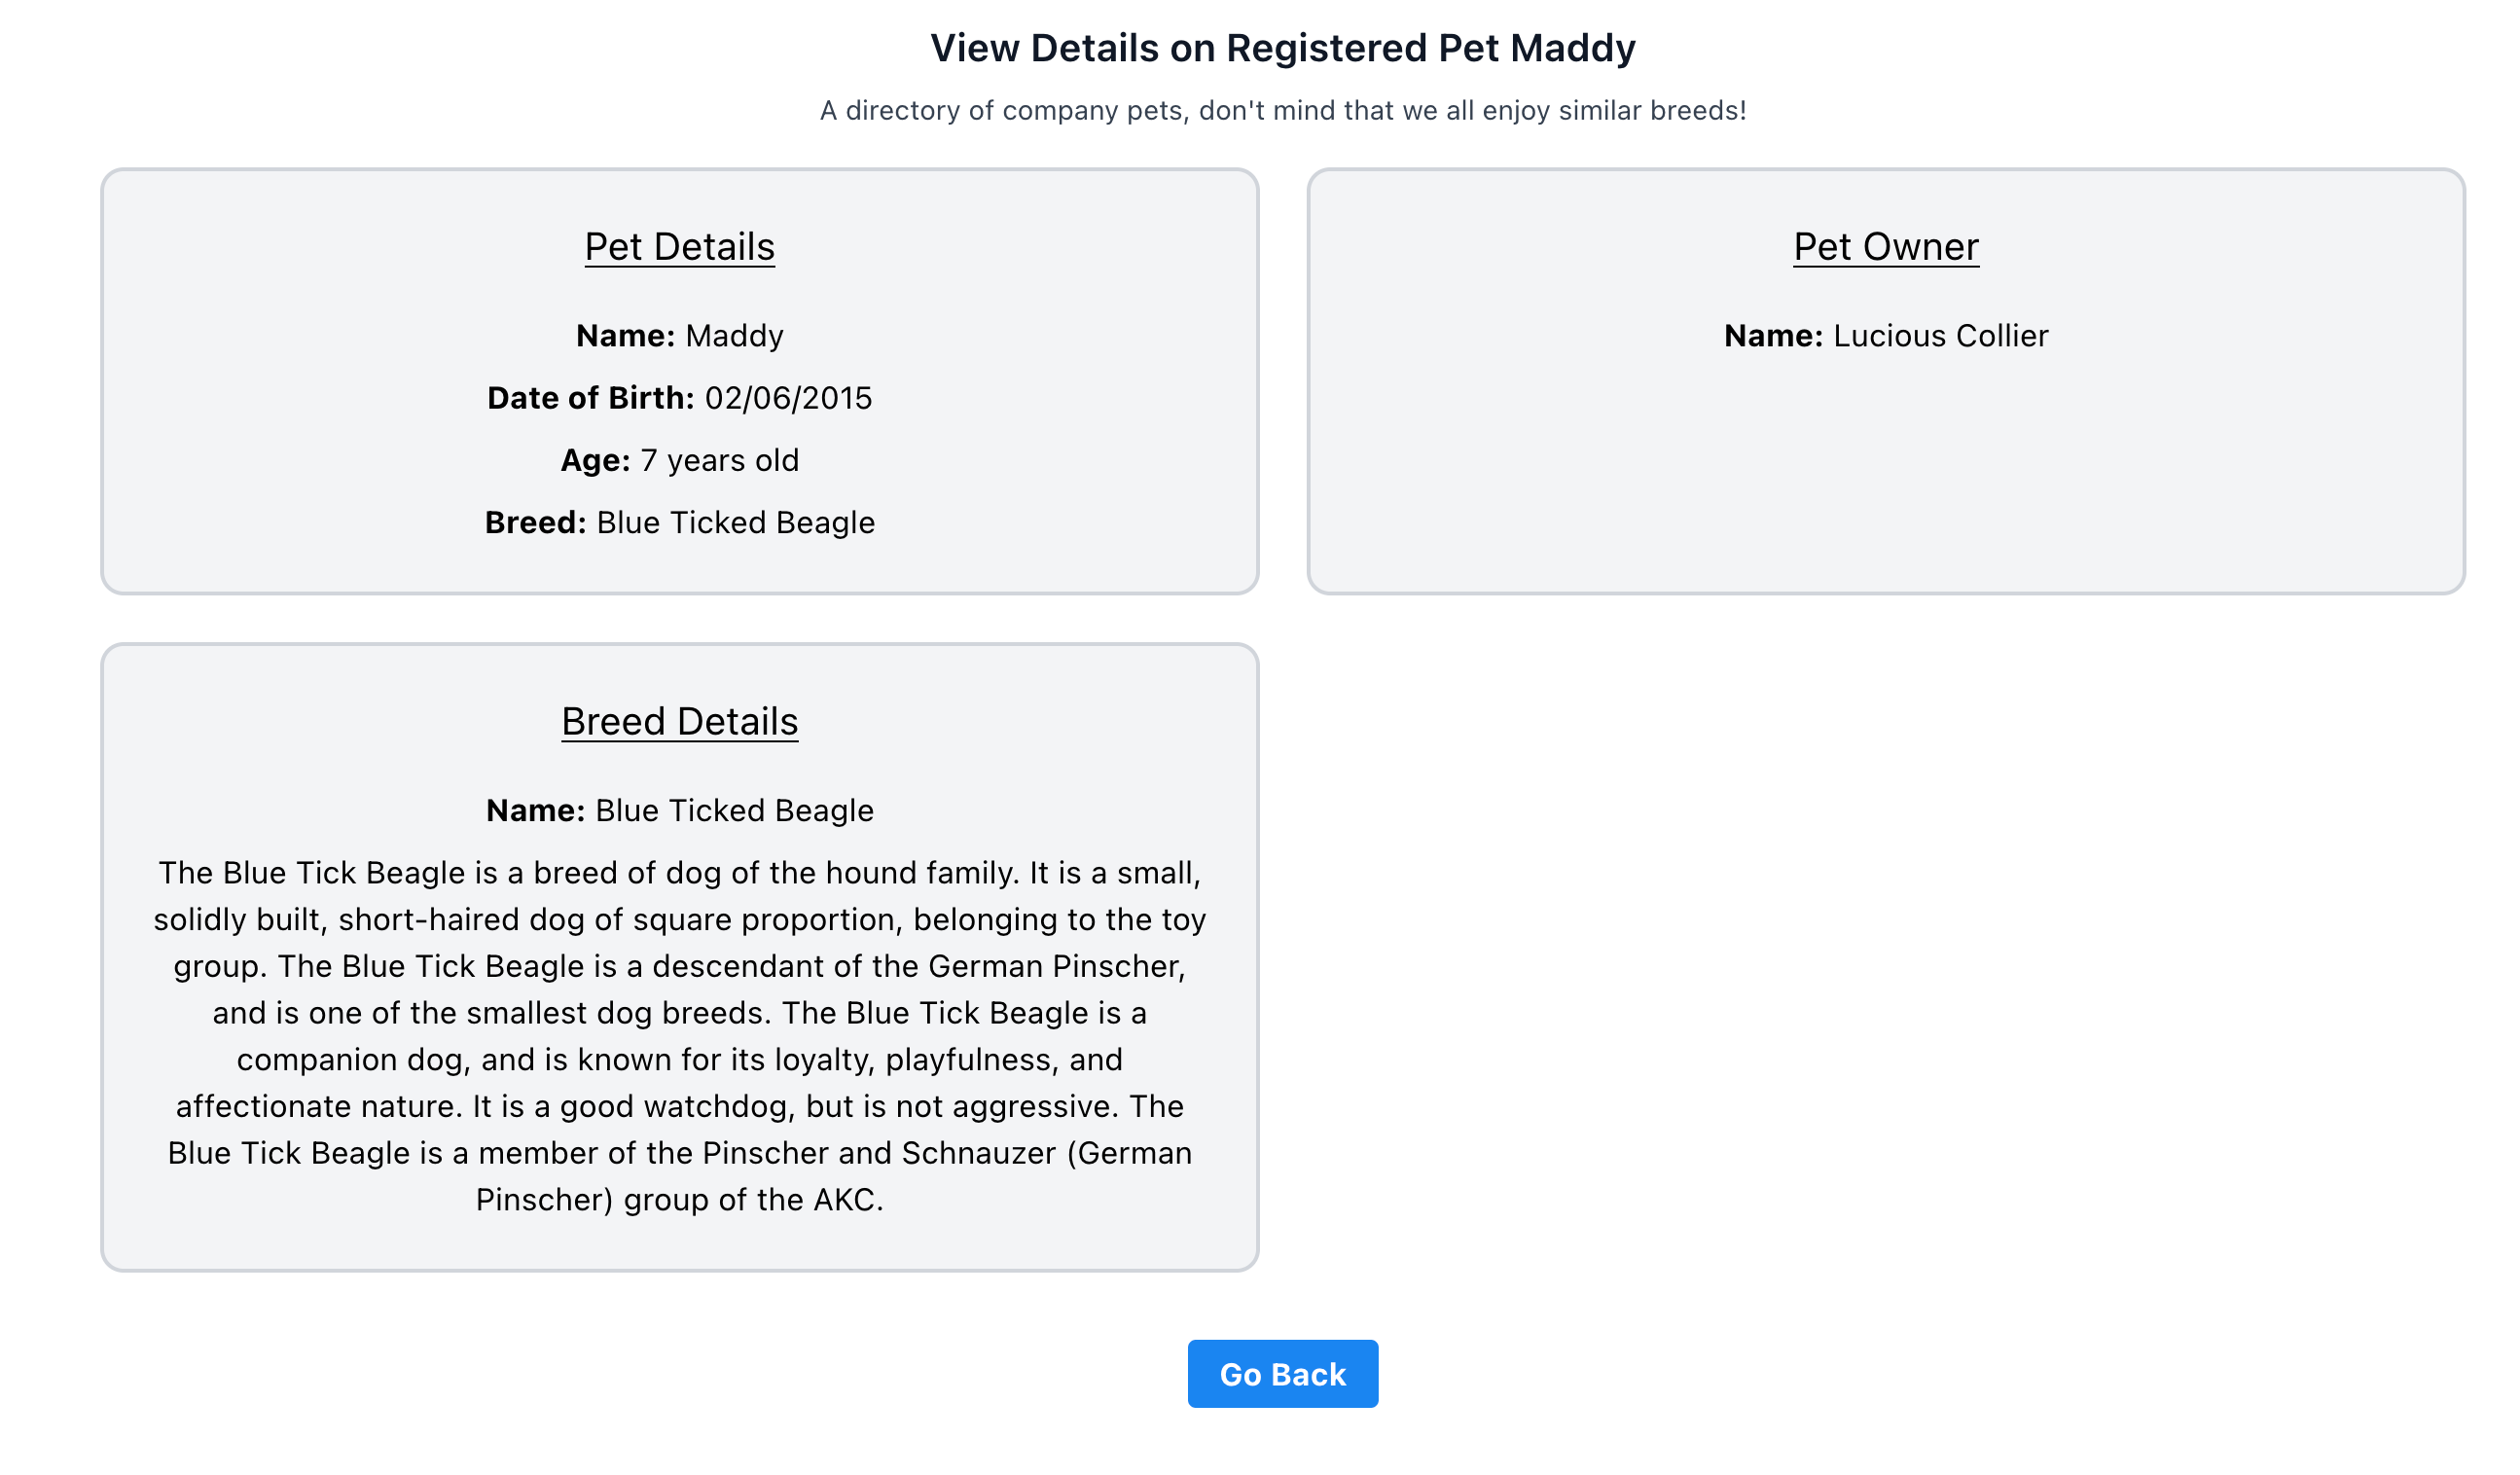 View Details on Registered Pet Maddy
A directory of company pets, don't mind that we all enjoy similar breeds!
Pet Details
Name: Maddy
Date of Birth: 02/06/2015
Age: 7 years old
Breed: Blue Ticked Beagle
Pet Owner
Name: Lucious Collier
Breed Details
Name: Blue Ticked Beagle
The Blue Tick Beagle is a breed of dog of the hound family. It is a small,
solidly built, short-haired dog of square proportion, belonging to the toy
group. The Blue Tick Beagle is a descendant of the German Pinscher,
and is one of the smallest dog breeds. The Blue Tick Beagle is a
companion dog, and is known for its loyalty, playfulness, and
affectionate nature. It is a good watchdog, but is not aggressive. The
Blue Tick Beagle is a member of the Pinscher and Schnauzer (German
Pinscher) group of the AKC.
Go Back